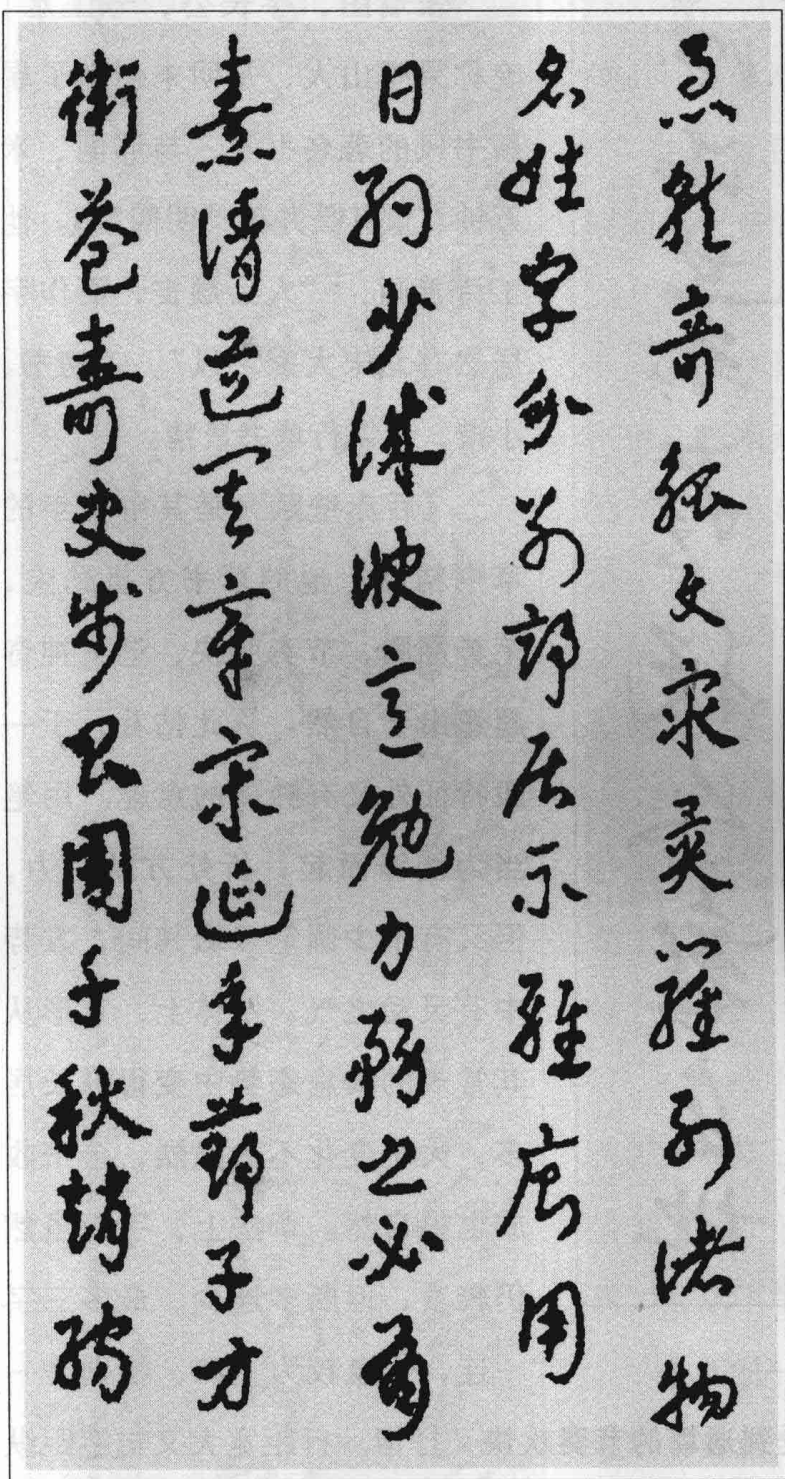 急就奇觚与眾異羅列諸物
名姓字分別部居不雜廁用
日約少誠快意勉力務之必有
憙請道其章宋延年鄭子方
衛益壽史步昌周千秋趙孺